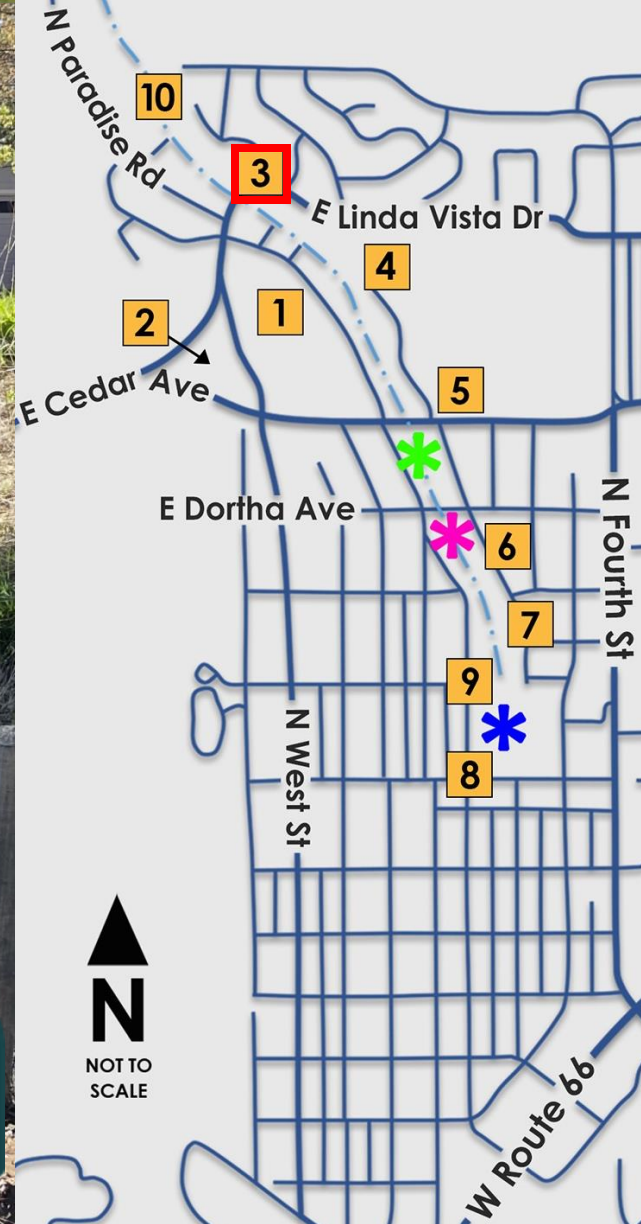 N Paradise Rd
10
3
E Linda Vista Dr
4
1
2
E Cedar Ave
5
E Dortha Ave
N Fourth St
6
7
9
8
N West St
N
NOT TO
SCALE
W Route 66